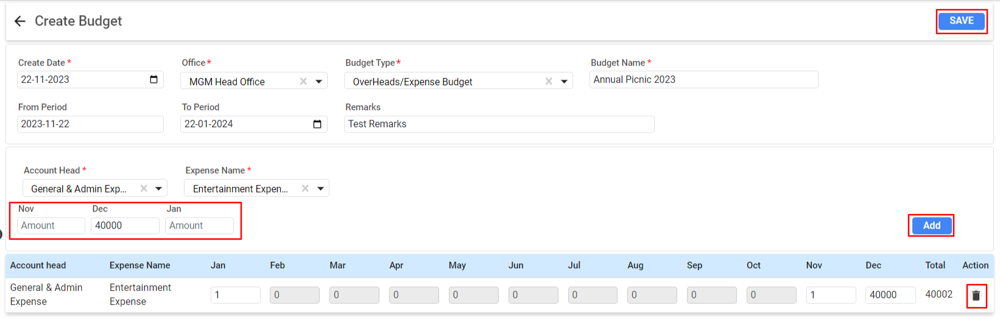 Create Budget
SAVE
Create Date * Office* Budget Type* Budget Name *
22-11-2023 MGM Head Office OverHeads/Expense Budget Annual Picnic 2023
From Period To Period Remarks
2023-11-22 22-01-2024 Test Remarks
Account Head * Expense Name *
General & Admin Exp... Entertainment Expen...
Nov Dec Jan
Amount 40000 Amount Add
Account head Expense Name Jan Feb Mar Apr May Jun Jul Aug Sep Oct Nov Dec Total Action
General & Admin Entertainment
Expense Expense 1 0 0 0 0 0 0 0 0 0 1 40000 40002